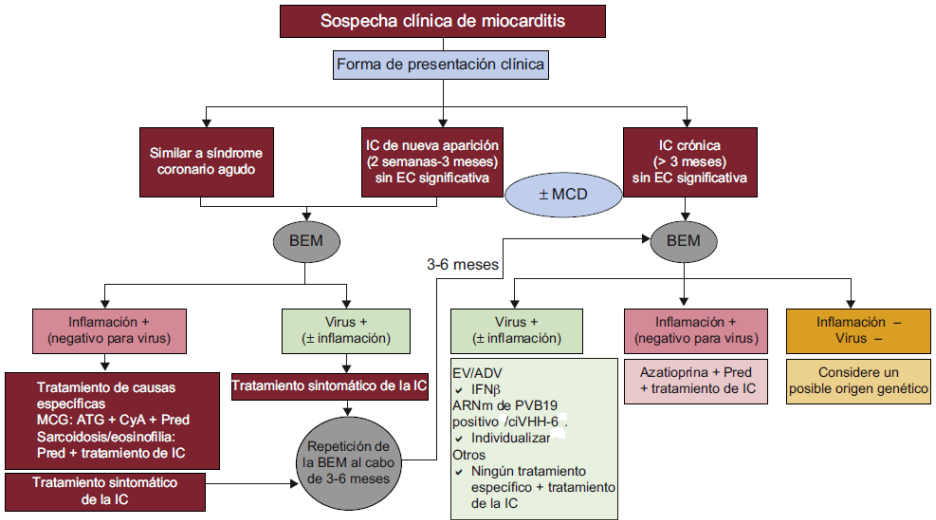 Sospecha clínica de miocarditis
Forma de presentación clínica
Similar a síndrome
coronario agudo
IC de nueva aparición
(2 semanas-3 meses)
sin EC significativa
± MCD
IC crónica
(> 3 meses)
sin EC significativa
BEM
BEM
3-6 meses
Inflamación +
(negativo para virus)
Virus +
(± inflamación)
Virus +
(± inflamación)
Inflamación +
(negativo para virus)
Inflamación –
Virus –
Tratamiento de causas
específicas
MCG: ATG + CyA + Pred
Sarcoidosis/eosinofilia:
Pred + tratamiento de IC
Tratamiento sintomático de la IC
Repetición de
la BEM al cabo
de 3-6 meses
Tratamiento sintomático
de la IC
EV/ADV
✓ IFNβ
ARNm de PVB19
positivo /ciVHH-6 .
✓ Individualizar
Otros
✓ Ningún tratamiento
específico + tratamiento
de la IC
Azatioprina + Pred
+ tratamiento de IC
Considere un
posible origen genético